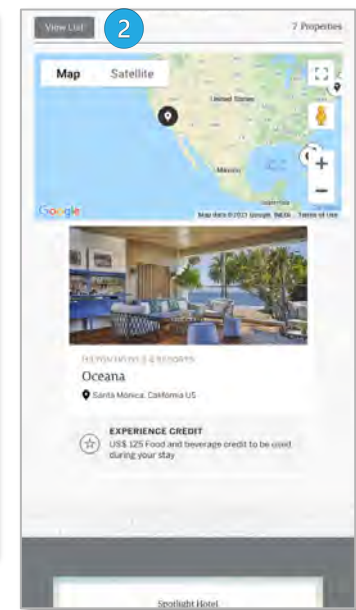 View List
2
7 Properties
Map Satellite
United States
Mexico
Google
Map data ©2021 Google, INEGI Terms of Use
Oceana
Santa Monica, California US
EXPERIENCE CREDIT
US$ 125 Food and beverage credit to be used
during your stay
Spotlight Hotel